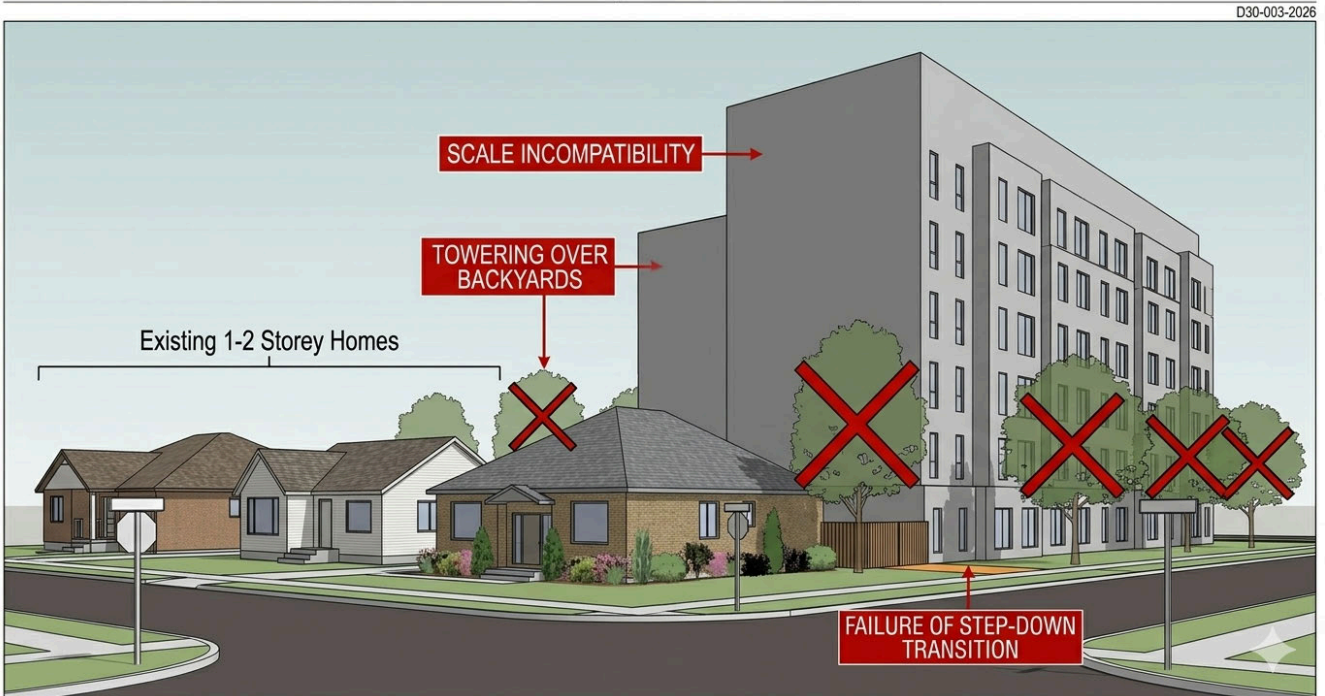 D30-003-2026
SCALE INCOMPATIBILITY
TOWERING OVER
BACKYARDS
Existing 1-2 Storey Homes
FAILURE OF STEP-DOWN
TRANSITION